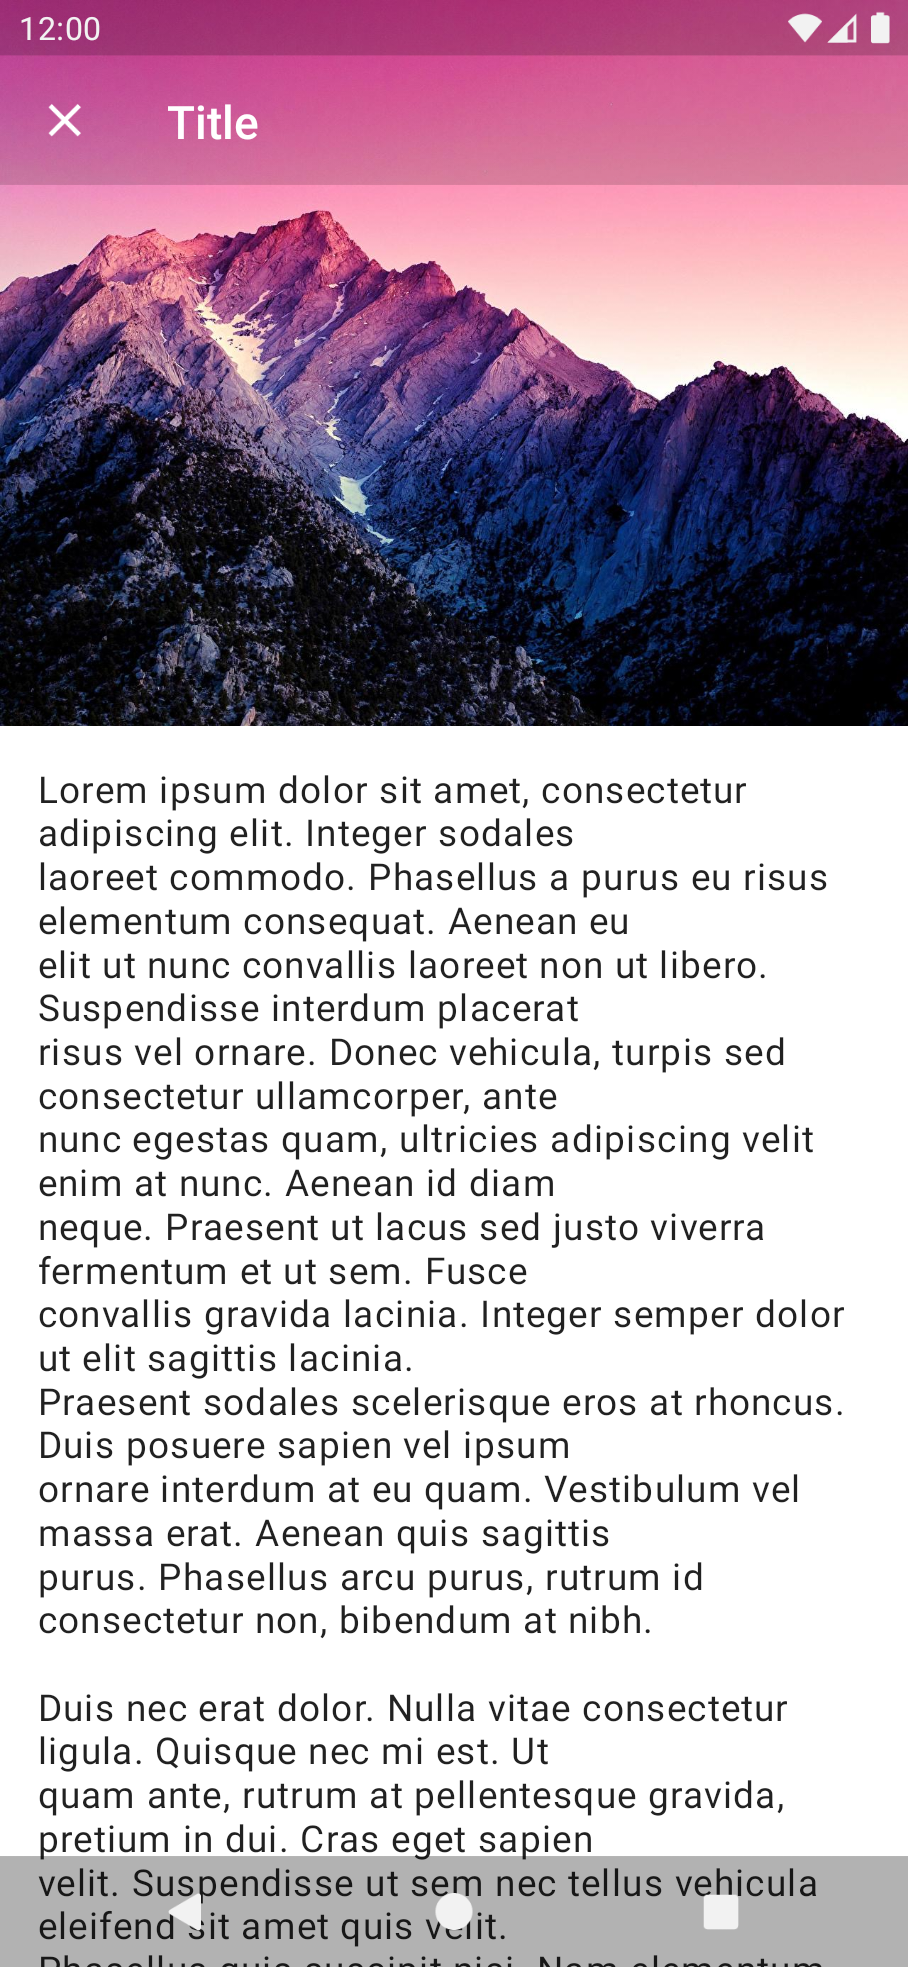 12:00
Title
Lorem ipsum dolor sit amet, consectetur
adipiscing elit. Integer sodales
laoreet commodo. Phasellus a purus eu risus
elementum consequat. Aenean eu
elit ut nunc convallis laoreet non ut libero.
Suspendisse interdum placerat
risus vel ornare. Donec vehicula, turpis sed
consectetur ullamcorper, ante
nunc egestas quam, ultricies adipiscing velit
enim at nunc. Aenean id diam
neque. Praesent ut lacus sed justo viverra
fermentum et ut sem. Fusce
convallis gravida lacinia. Integer semper dolor
ut elit sagittis lacinia.
Praesent sodales scelerisque eros at rhoncus.
Duis posuere sapien vel ipsum
ornare interdum at eu quam. Vestibulum vel
massa erat. Aenean quis sagittis
purus. Phasellus arcu purus, rutrum id
consectetur non, bibendum at nibh.
Duis nec erat dolor. Nulla vitae consectetur
ligula. Quisque nec mi est. Ut
quam ante, rutrum at pellentesque gravida,
pretium in dui. Cras eget sapien
velit. Suspendisse ut sem nec tellus vehicula
eleifend sit amet quis velit.
Phasellus quis suscipit nisi. Nam elementum